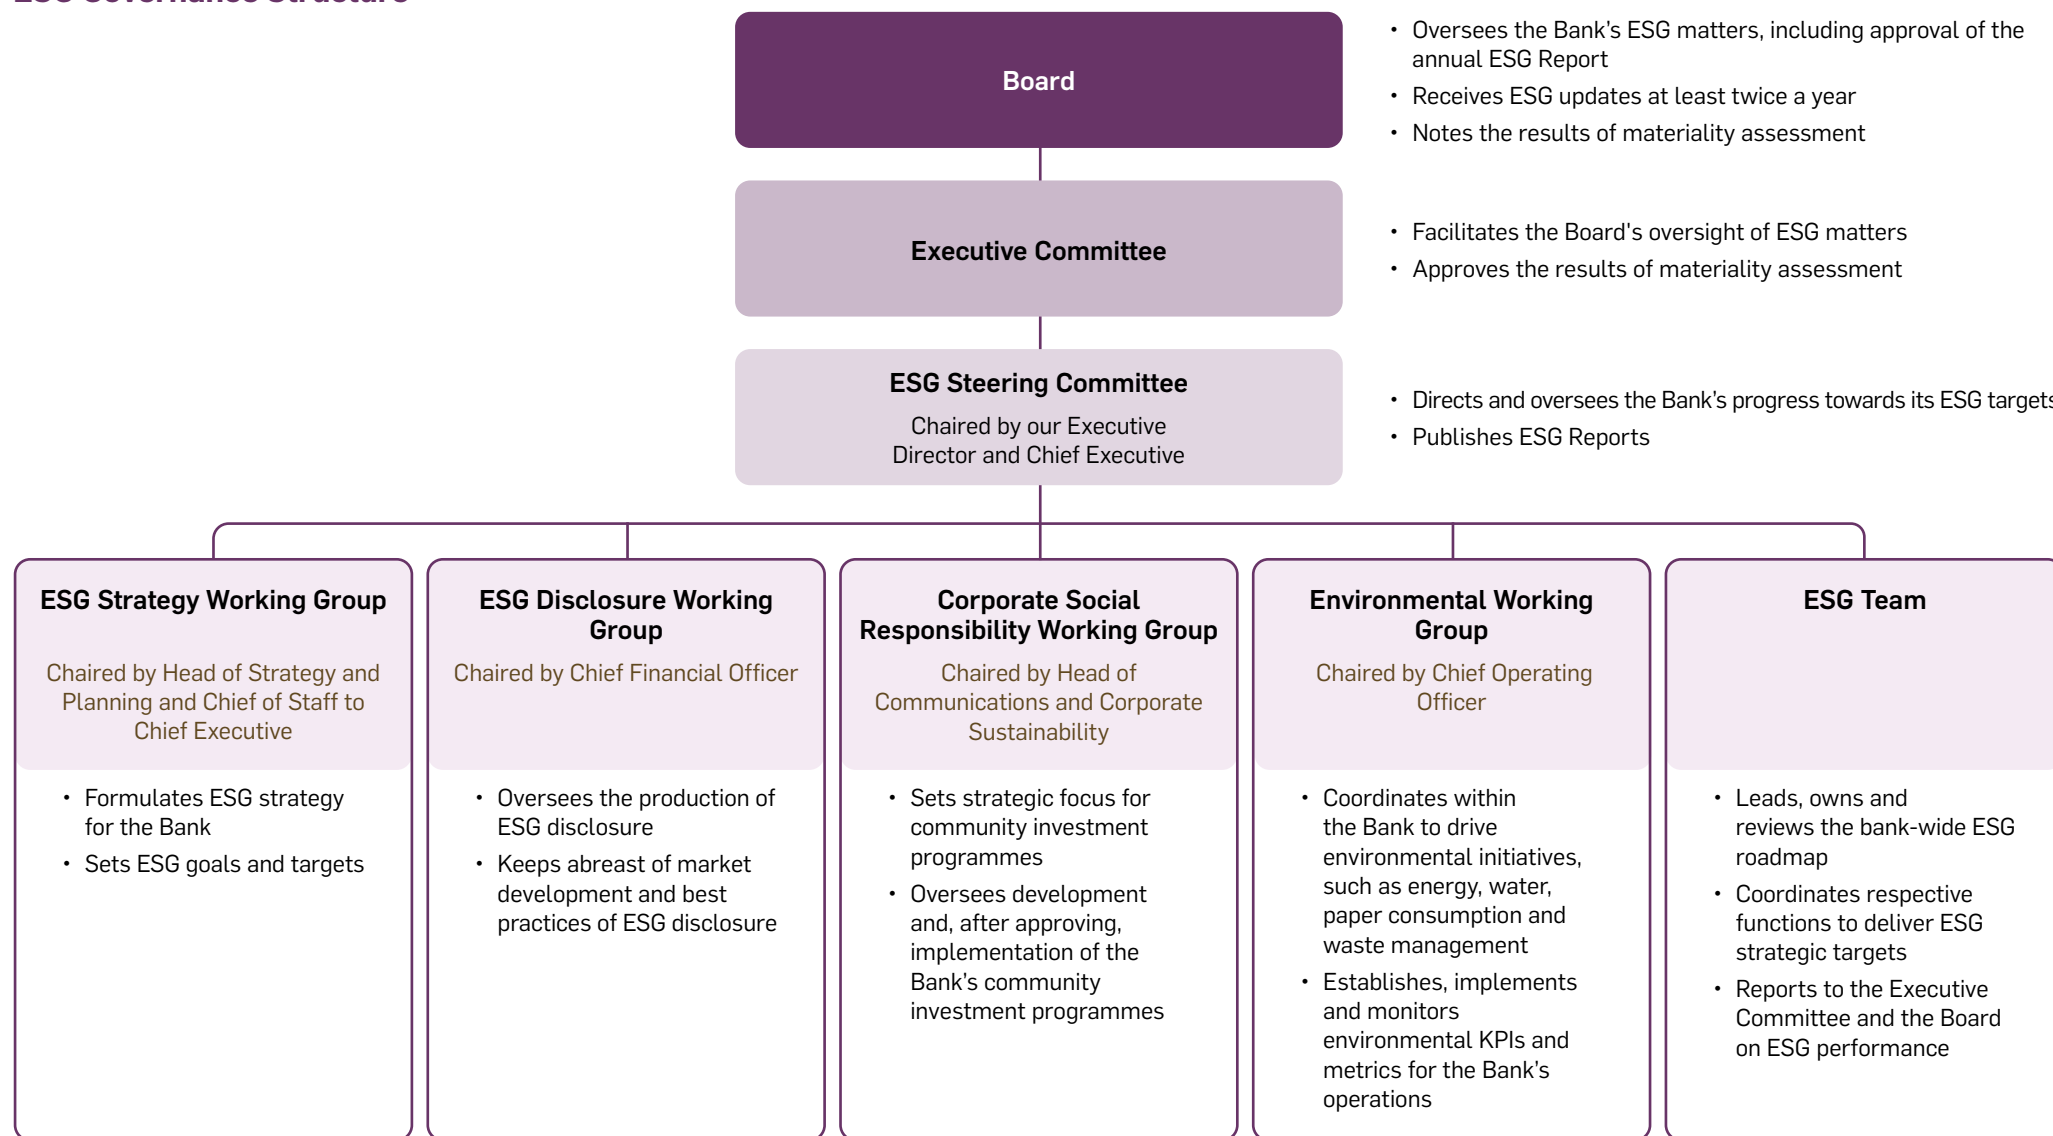 ESG Governance Structure
Board
• Oversees the Bank's ESG matters, including approval of the
annual ESG Report
• Receives ESG updates at least twice a year
• Notes the results of materiality assessment
Executive Committee
• Facilitates the Board's oversight of ESG matters
• Approves the results of materiality assessment
ESG Steering Committee
Chaired by our Executive
Director and Chief Executive
• Directs and oversees the Bank's progress towards its ESG targets
• Publishes ESG Reports
ESG Strategy Working Group
Chaired by Head of Strategy and
Planning and Chief of Staff to
Chief Executive
• Formulates ESG strategy
for the Bank
• Sets ESG goals and targets
ESG Disclosure Working
Group
Chaired by Chief Financial Officer
• Oversees the production of
ESG disclosure
• Keeps abreast of market
development and best
practices of ESG disclosure
Corporate Social
Responsibility Working Group
Chaired by Head of
Communications and Corporate
Sustainability
• Sets strategic focus for
community investment
programmes
• Oversees development
and, after approving,
implementation of the
Bank's community
investment programmes
Environmental Working
Group
Chaired by Chief Operating
Officer
• Coordinates within
the Bank to drive
environmental initiatives,
such as energy, water,
paper consumption and
waste management
• Establishes, implements
and monitors
environmental KPIs and
metrics for the Bank's
operations
ESG Team
• Leads, owns and
reviews the bank-wide ESG
roadmap
• Coordinates respective
functions to deliver ESG
strategic targets
• Reports to the Executive
Committee and the Board
on ESG performance